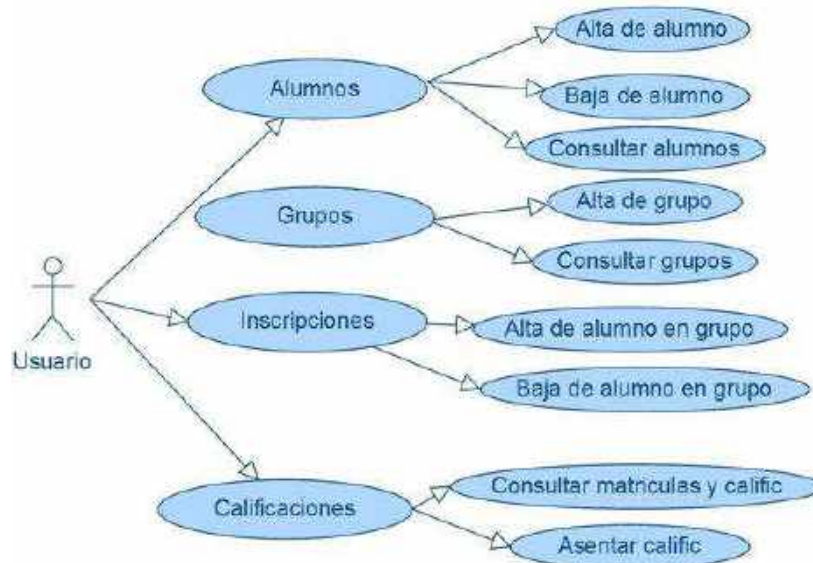 Alta de alumno
Alumnos
Baja de alumno
Consultar alumnos
Grupos
Alta de grupo
Consultar grupos
Usuario
Inscripciones
Alta de alumno en grupo
Baja de alumno en grupo
Calificaciones
Consultar matriculas y calific
Asentar calific